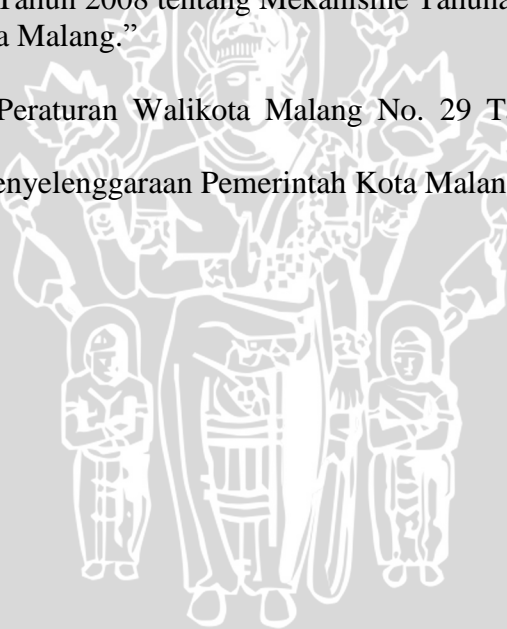 Tahun 2008 tentang Mekanisme Tahuna
a Malang.”
Peraturan Walikota Malang No. 29 T
enyelenggaraan Pemerintah Kota Malan